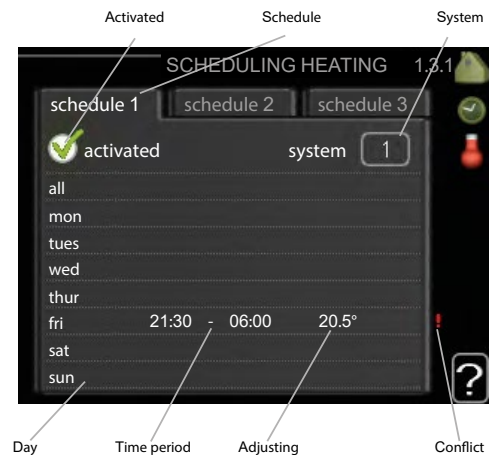 Activated Schedule System
SCHEDULING HEATING 1.3.1
schedule 1 schedule 2 schedule 3
activated system 1
all
mon
tues
wed
thur
fri 21:30 - 06:00 20.5° !
sat
sun
?
Day Time period Adjusting Conflict